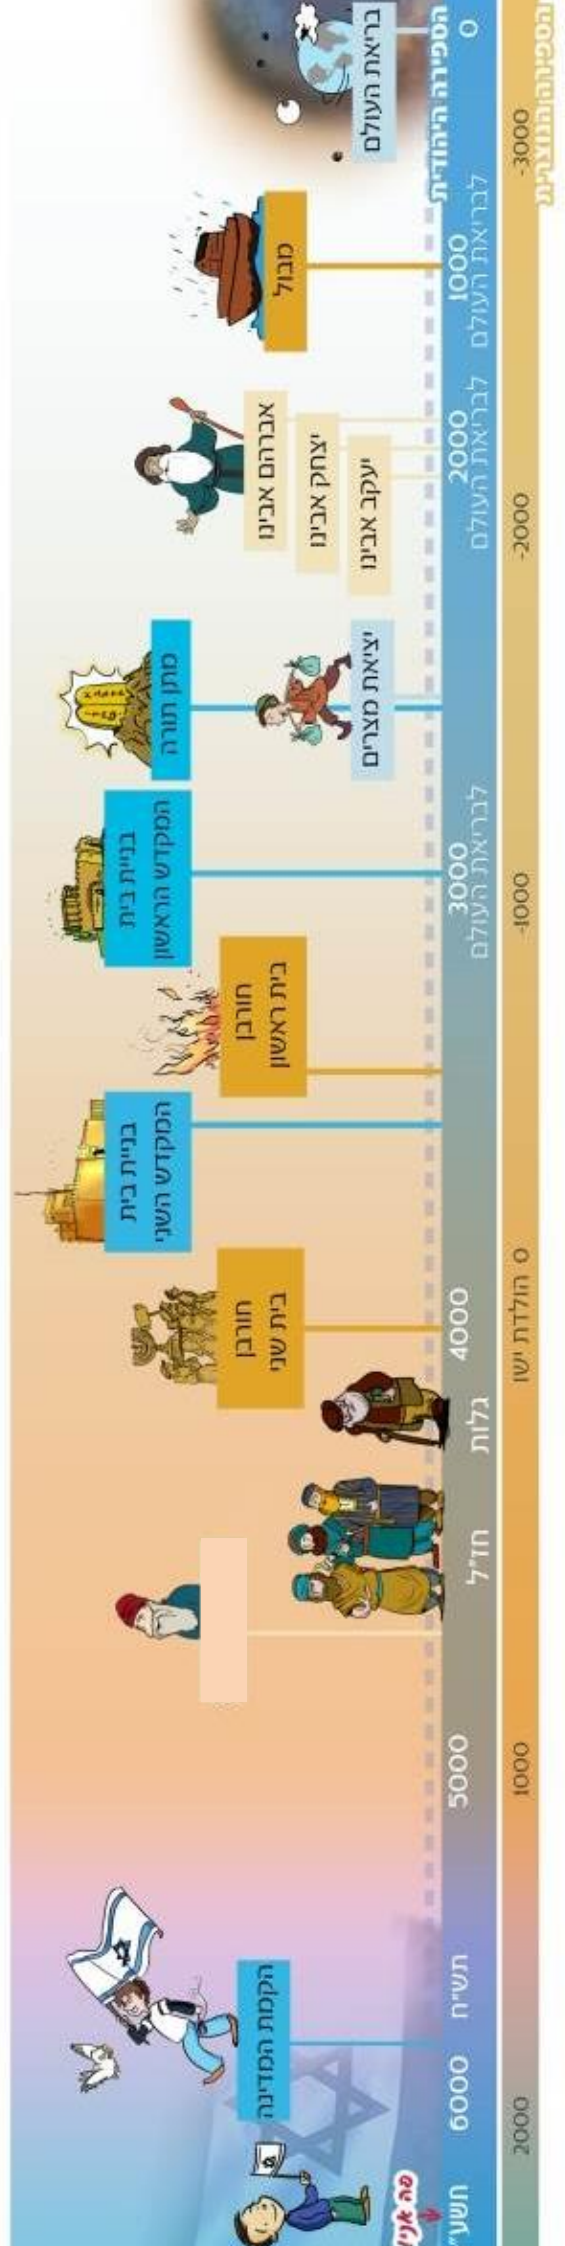 בריאת העולם
הספירה היהודית
0
הספירה הנוצרית
-3000
מבול
1000
לבריאת העולם
אברהם אבינו
יצחק אבינו
יעקב אבינו
2000
לבריאת העולם
-2000
מתן תורה
יציאת מצרים
בניית בית
המקדש הראשון
3000
לבריאת העולם
-1000
חורבן
בית ראשון
בניית בית
המקדש השני
חורבן
בית שני
4000
0 הולדת ישו
גלות
חז"ל
5000
1000
הקמת המדינה
תש"ח
6000
2000
פה אני
תשע"